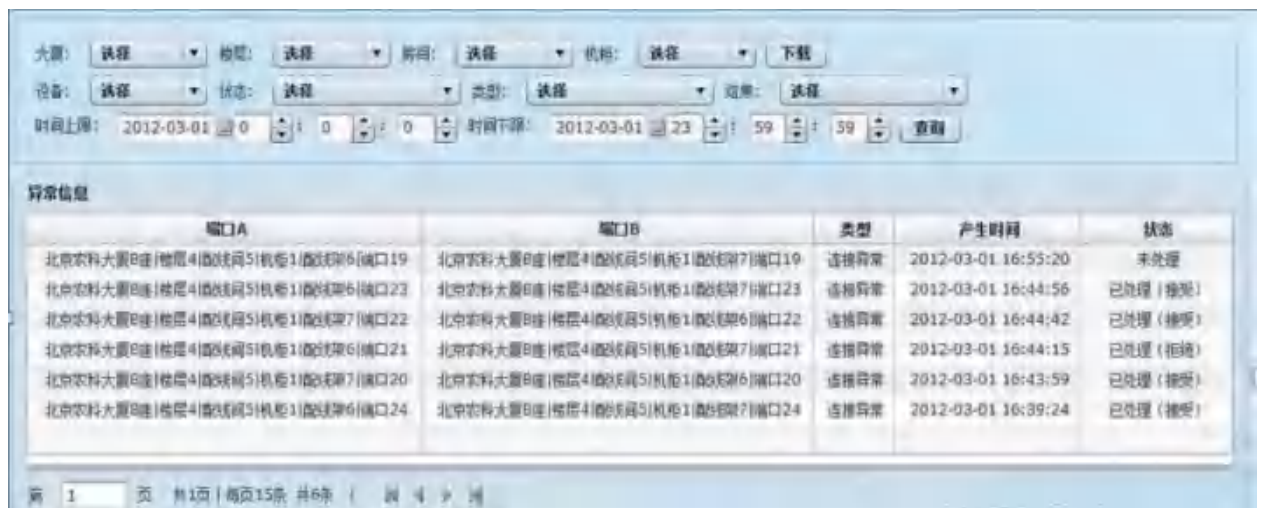 大厦: 选择 楼层: 选择 房间: 选择 机柜: 选择 下载
设备: 选择 状态: 选择 类型: 选择 结果: 选择
时间上限: 2012-03-01 0 : 0 : 0 时间下限: 2012-03-01 23 : 59 : 59 查询
异常信息
端口A 端口B 类型 产生时间 状态
北京农科大厦B座|楼层4|配线间5|机柜1|配线架6|端口19 北京农科大厦B座|楼层4|配线间5|机柜1|配线架7|端口19 连接异常 2012-03-01 16:55:20 未处理
北京农科大厦B座|楼层4|配线间5|机柜1|配线架6|端口23 北京农科大厦B座|楼层4|配线间5|机柜1|配线架7|端口23 连接异常 2012-03-01 16:44:56 已处理(接受)
北京农科大厦B座|楼层4|配线间5|机柜1|配线架7|端口22 北京农科大厦B座|楼层4|配线间5|机柜1|配线架6|端口22 连接异常 2012-03-01 16:44:42 已处理(接受)
北京农科大厦B座|楼层4|配线间5|机柜1|配线架6|端口21 北京农科大厦B座|楼层4|配线间5|机柜1|配线架7|端口21 连接异常 2012-03-01 16:44:15 已处理(拒绝)
北京农科大厦B座|楼层4|配线间5|机柜1|配线架7|端口20 北京农科大厦B座|楼层4|配线间5|机柜1|配线架6|端口20 连接异常 2012-03-01 16:43:59 已处理(接受)
北京农科大厦B座|楼层4|配线间5|机柜1|配线架6|端口24 北京农科大厦B座|楼层4|配线间5|机柜1|配线架7|端口24 连接异常 2012-03-01 16:39:24 已处理(接受)
第 1 页 共1页 | 每页15条 共6条 |